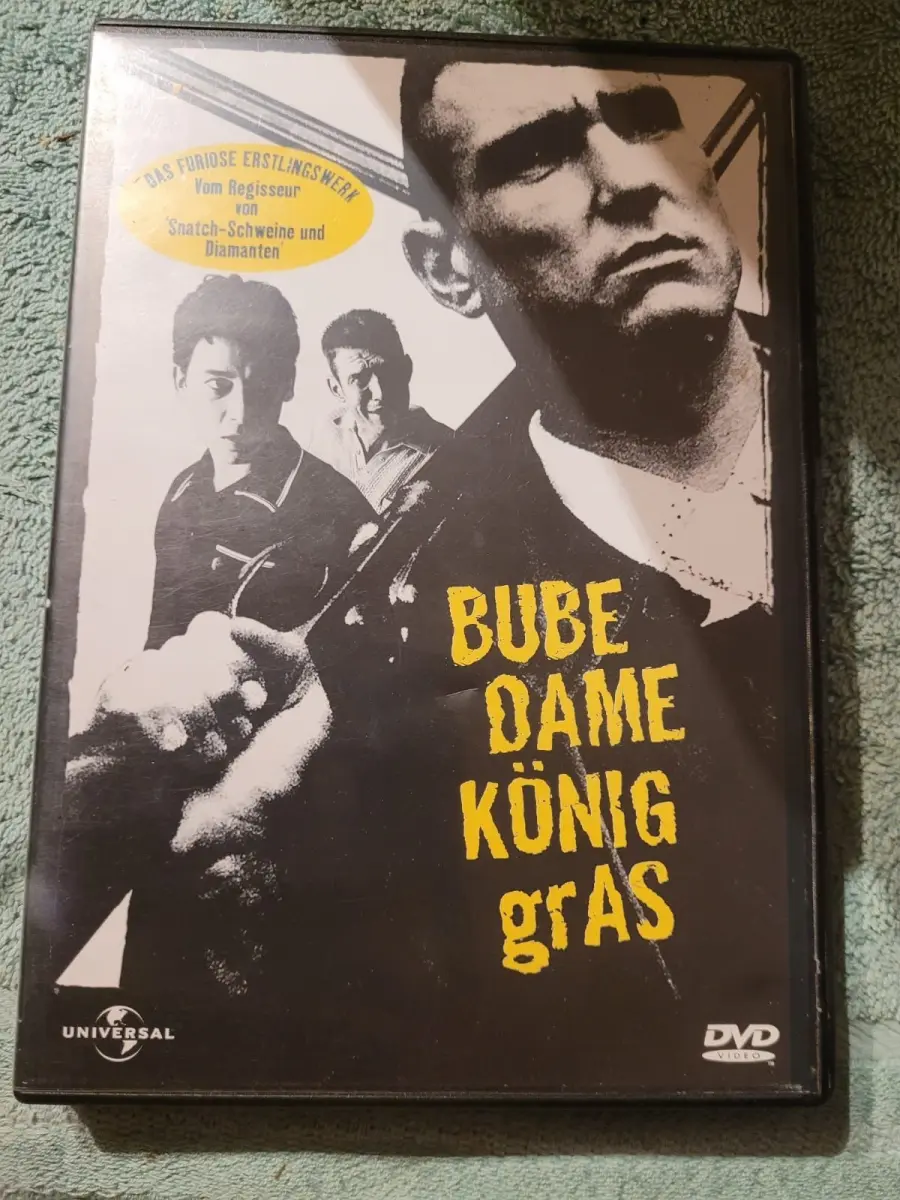 DAS FURIOSE ERSTLINGSWERK
Vom Regisseur
von
'Snatch-Schweine und
Diamanten'
BUBE
DAME
KÖNIG
grAS
UNIVERSAL
DVD
VIDEO